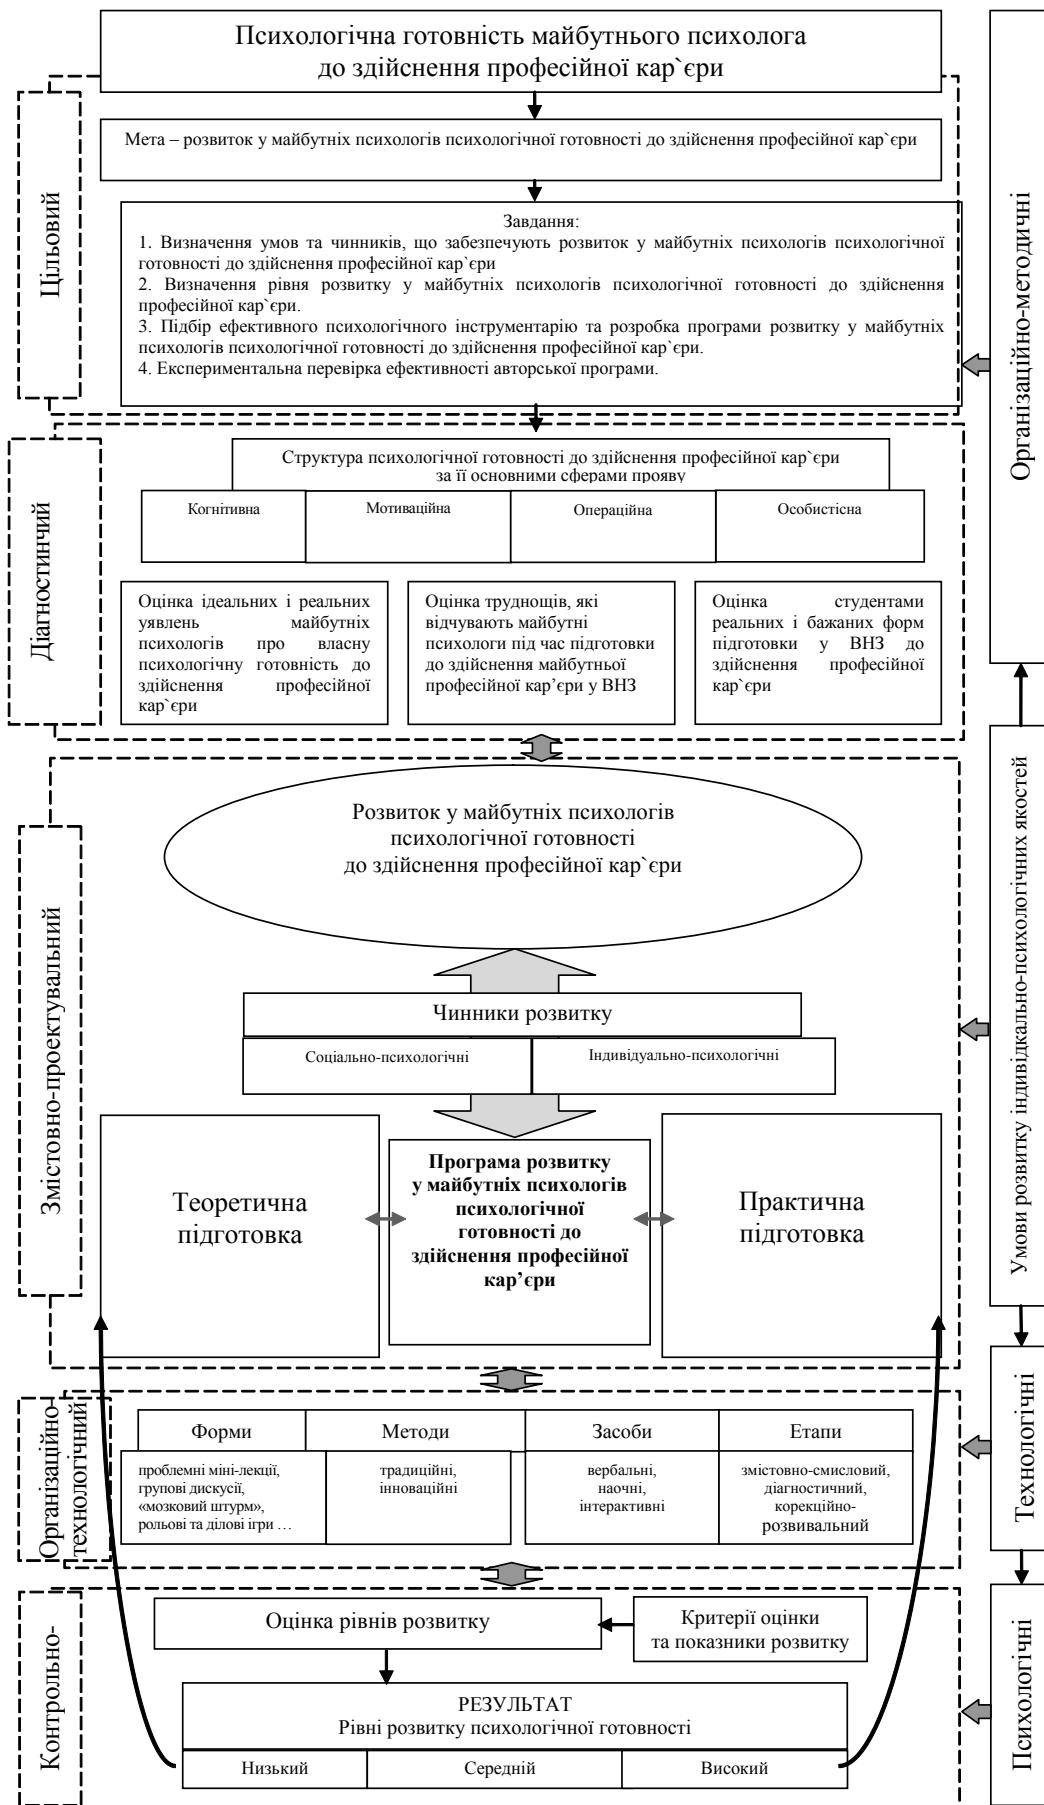 Психологічна готовність майбутнього психолога
до здійснення професійної кар`єри
Цільовий
Мета – розвиток у майбутніх психологів психологічної готовності до здійснення професійної кар`єри
Завдання:
1. Визначення умов та чинників, що забезпечують розвиток у майбутніх психологів психологічної
готовності до здійснення професійної кар`єри
2. Визначення рівня розвитку у майбутніх психологів психологічної готовності до здійснення
професійної кар`єри.
3. Підбір ефективного психологічного інструментарію та розробка програми розвитку у майбутніх
психологів психологічної готовності до здійснення професійної кар`єри.
4. Експериментальна перевірка ефективності авторської програми.
Організаційно-методичні
Діагностинчий
Структура психологічної готовності до здійснення професійної кар`єри
за її основними сферами прояву
Когнітивна
Мотиваційна
Операційна
Особистісна
Оцінка ідеальних і реальних
уявлень майбутніх
психологів про власну
психологічну готовність до
здійснення професійної
кар`єри
Оцінка труднощів, які
відчувають майбутні
психологи під час підготовки
до здійснення майбутньої
професійної кар’єри у ВНЗ
Оцінка студентами
реальних і бажаних форм
підготовки у ВНЗ до
здійснення професійної
кар`єри
Умови розвитку індивідкально-психологічних якостей
Змістовно-проектувальний
Розвиток у майбутніх психологів
психологічної готовності
до здійснення професійної кар`єри
Чинники розвитку
Соціально-психологічні
Індивідуально-психологічні
Теоретична
підготовка
Програма розвитку
у майбутніх психологів
психологічної
готовності до
здійснення професійної
кар’єри
Практична
підготовка
Організаційно-
технологічний
Форми
Методи
Засоби
Етапи
проблемні міні-лекції,
групові дискусії,
«мозковий штурм»,
рольові та ділові ігри …
традиційні,
інноваційні
вербальні,
наочні,
інтерактивні
змістовно-смисловий,
діагностичний,
корекційно-
розвивальний
Технологічні
Контрольно-
Оцінка рівнів розвитку
Критерії оцінки
та показники розвитку
РЕЗУЛЬТАТ
Рівні розвитку психологічної готовності
Низький
Середній
Високий
Психологічні